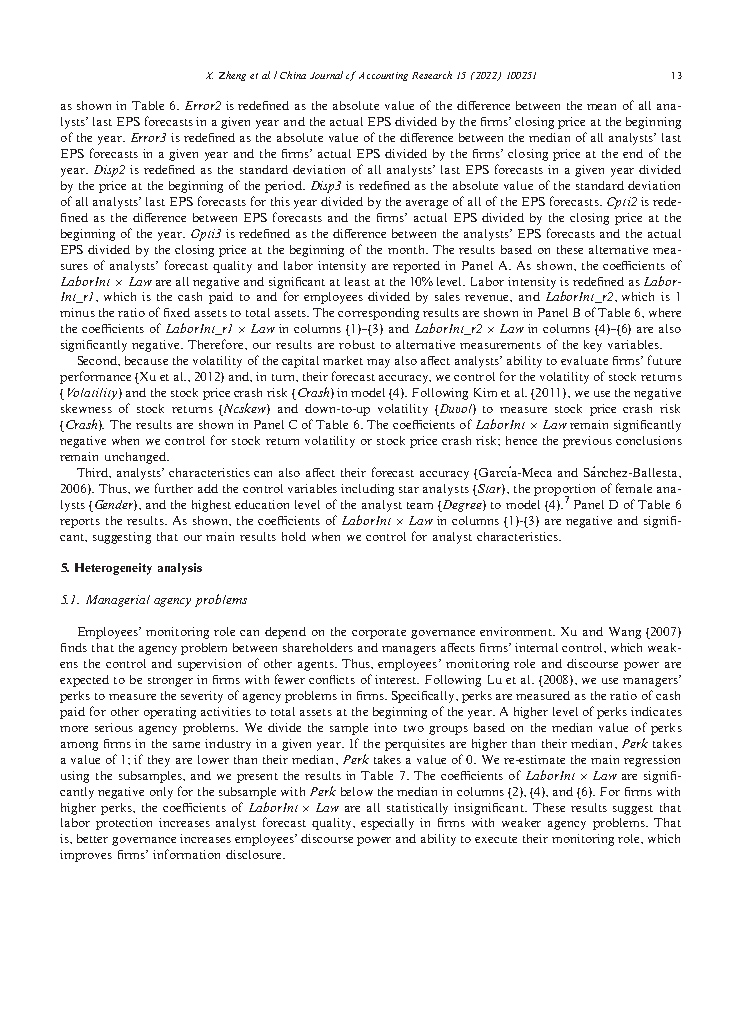 X. Zheng et al. / China Journal of Accounting Research 15 (2022) 100251 13
as shown in Table 6. Error2 is redefined as the absolute value of the difference between the mean of all ana-
lysts' last EPS forecasts in a given year and the actual EPS divided by the firms' closing price at the beginning
of the year. Error3 is redefined as the absolute value of the difference between the median of all analysts' last
EPS forecasts in a given year and the firms' actual EPS divided by the firms' closing price at the end of the
year. Disp2 is redefined as the standard deviation of all analysts' last EPS forecasts in a given year divided
by the price at the beginning of the period. Disp3 is redefined as the absolute value of the standard deviation
of all analysts' last EPS forecasts for this year divided by the average of all of the EPS forecasts. Opti2 is rede-
fined as the difference between EPS forecasts and the firms' actual EPS divided by the closing price at the
beginning of the year. Opti3 is redefined as the difference between the analysts' EPS forecasts and the actual
EPS divided by the closing price at the beginning of the month. The results based on these alternative mea-
sures of analysts' forecast quality and labor intensity are reported in Panel A. As shown, the coefficients of
LaborInt × Law are all negative and significant at least at the 10% level. Labor intensity is redefined as Labor-
Int_r1, which is the cash paid to and for employees divided by sales revenue, and LaborInt_r2, which is 1
minus the ratio of fixed assets to total assets. The corresponding results are shown in Panel B of Table 6, where
the coefficients of LaborInt_r1 × Law in columns (1)–(3) and LaborInt_r2 × Law in columns (4)–(6) are also
significantly negative. Therefore, our results are robust to alternative measurements of the key variables.
Second, because the volatility of the capital market may also affect analysts' ability to evaluate firms' future
performance (Xu et al., 2012) and, in turn, their forecast accuracy, we control for the volatility of stock returns
(Volatility) and the stock price crash risk (Crash) in model (4). Following Kim et al. (2011), we use the negative
skewness of stock returns (Ncskew) and down-to-up volatility (Duvol) to measure stock price crash risk
(Crash). The results are shown in Panel C of Table 6. The coefficients of LaborInt × Law remain significantly
negative when we control for stock return volatility or stock price crash risk; hence the previous conclusions
remain unchanged.
Third, analysts' characteristics can also affect their forecast accuracy (García-Meca and Sánchez-Ballesta,
2006). Thus, we further add the control variables including star analysts (Star), the proportion of female ana-
lysts (Gender), and the highest education level of the analyst team (Degree) to model (4).7 Panel D of Table 6
reports the results. As shown, the coefficients of LaborInt × Law in columns (1)-(3) are negative and signifi-
cant, suggesting that our main results hold when we control for analyst characteristics.
5. Heterogeneity analysis
5.1. Managerial agency problems
Employees' monitoring role can depend on the corporate governance environment. Xu and Wang (2007)
finds that the agency problem between shareholders and managers affects firms' internal control, which weak-
ens the control and supervision of other agents. Thus, employees' monitoring role and discourse power are
expected to be stronger in firms with fewer conflicts of interest. Following Lu et al. (2008), we use managers'
perks to measure the severity of agency problems in firms. Specifically, perks are measured as the ratio of cash
paid for other operating activities to total assets at the beginning of the year. A higher level of perks indicates
more serious agency problems. We divide the sample into two groups based on the median value of perks
among firms in the same industry in a given year. If the perquisites are higher than their median, Perk takes
a value of 1; if they are lower than their median, Perk takes a value of 0. We re-estimate the main regression
using the subsamples, and we present the results in Table 7. The coefficients of LaborInt × Law are signifi-
cantly negative only for the subsample with Perk below the median in columns (2), (4), and (6). For firms with
higher perks, the coefficients of LaborInt × Law are all statistically insignificant. These results suggest that
labor protection increases analyst forecast quality, especially in firms with weaker agency problems. That
is, better governance increases employees' discourse power and ability to execute their monitoring role, which
improves firms' information disclosure.